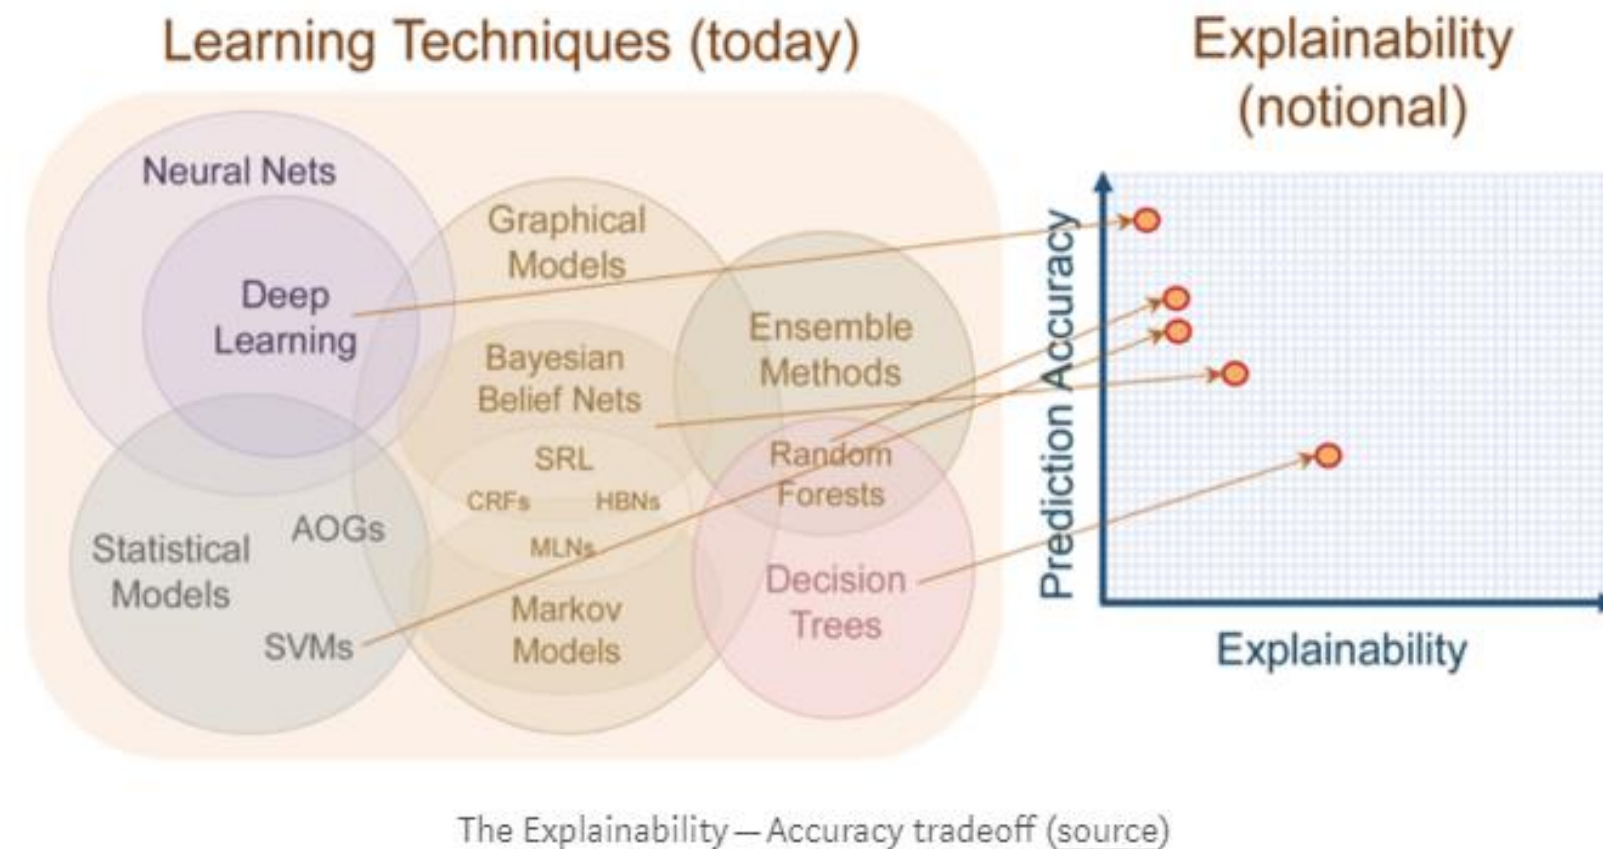 Learning Techniques (today)
Neural Nets
Deep
Learning
Graphical
Models
Bayesian
Belief Nets
SRL
CRFs
HBNs
MLNs
Markov
Models
Ensemble
Methods
Random
Forests
Decision
Trees
Statistical
Models
AOGs
SVMs
Explainability
(notional)
Prediction Accuracy
Explainability
The Explainability — Accuracy tradeoff (source)